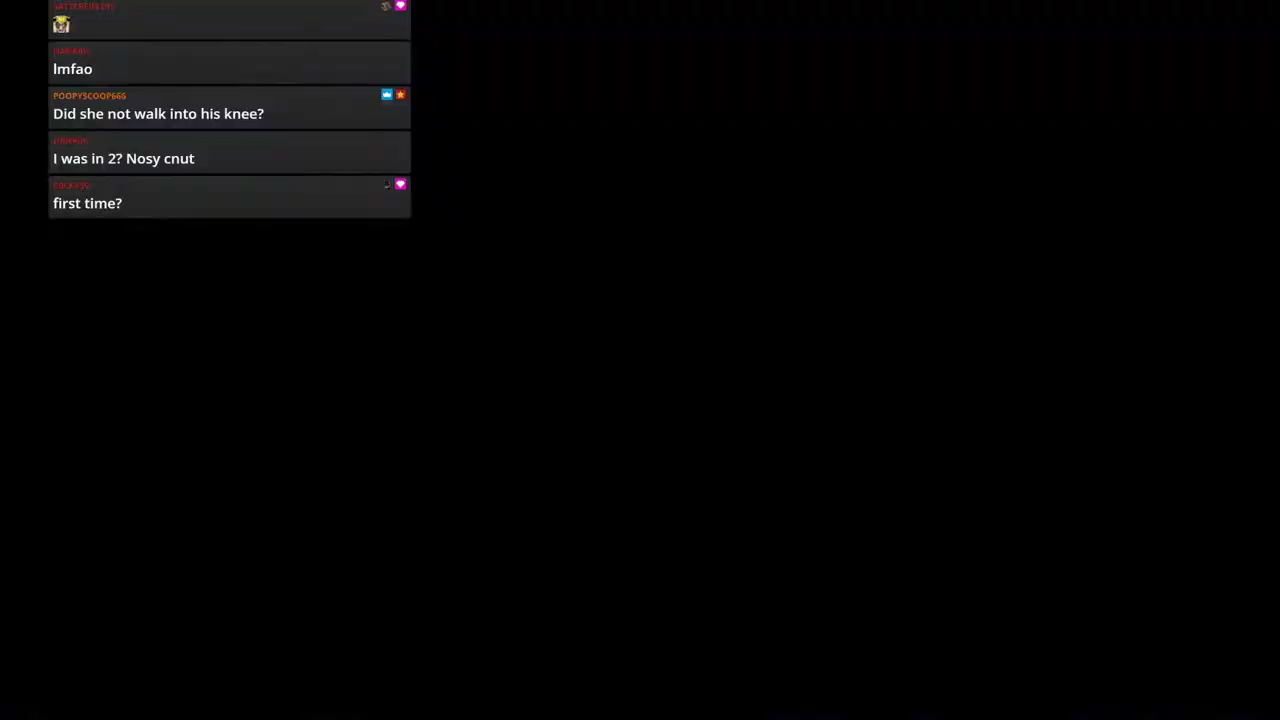 lmfao
POOPYSCOOP666
Did she not walk into his knee?
I was in 2? Nosy cnut
first time?